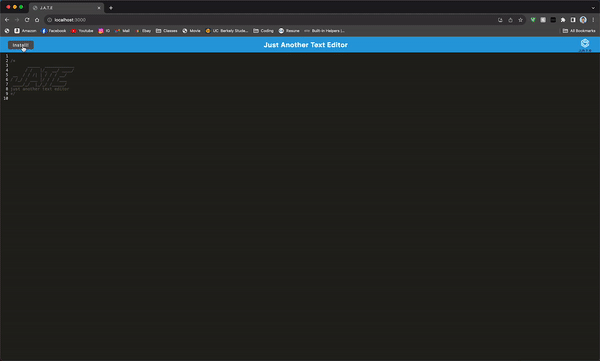 J.A.T.E
localhost:3000
Amazon Facebook Youtube IG Mail Ebay Classes Movie Berkely Stude... Coding Resume Built-in Helpers |... All Bookmarks
Install!
Just Another Text Editor
J.A.T.E
1
2 /*
3
4
5
6
7
8 Just another text editor
9 */
10